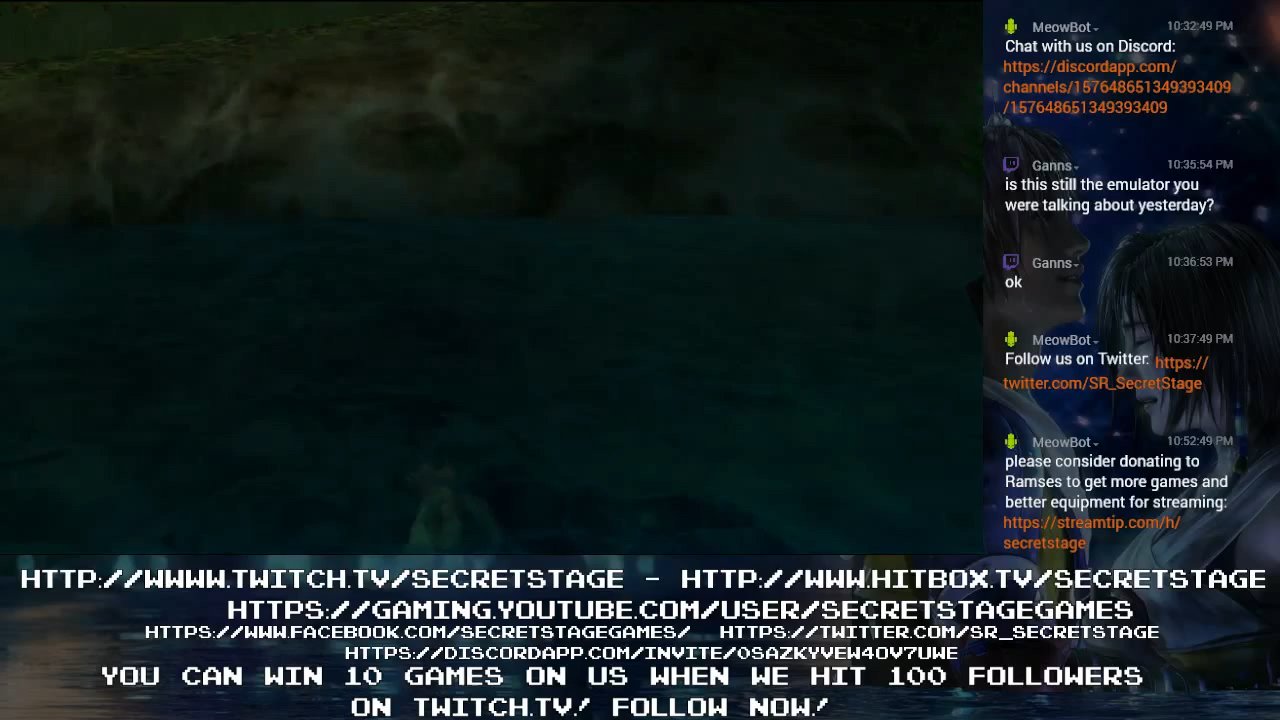 MeowBot 10:32:49 PM
Chat with us on Discord:
https://discordapp.com/
channels/157648651349393409
/157648651349393409
Ganns 10:35:54 PM
is this still the emulator you
were talking about yesterday?
Ganns 10:36:53 PM
ok
MeowBot 10:37:49 PM
Follow us on Twitter: https://
twitter.com/SR_SecretStage
MeowBot 10:52:49 PM
please consider donating to
Ramses to get more games and
better equipment for streaming:
https://streamtip.com/h/
secretstage
HTTP://WWWW.TWITCH.TV/SECRETSTAGE - HTTP://WWW.HITBOX.TV/SECRETSTAGE
HTTPS://GAMING.YOUTUBE.COM/USER/SECRETSTAGEGAMES
HTTPS://WWW.FACEBOOK.COM/SECRETSTAGEGAMES/ HTTPS://TWITTER.COM/SR_SECRETSTAGE
HTTPS://DISCORDAPP.COM/INVITE/0SAZKYVEW4OV7UWE
YOU CAN WIN 10 GAMES ON US WHEN WE HIT 100 FOLLOWERS
ON TWITCH.TV! FOLLOW NOW!